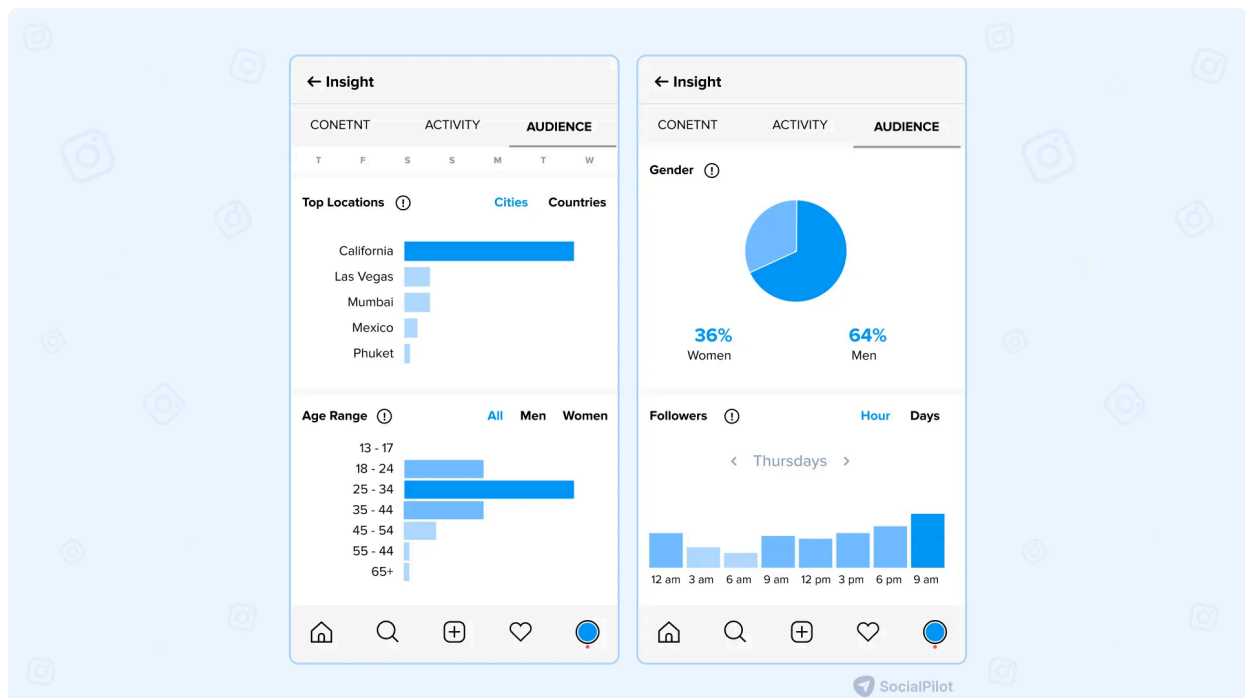 ← Insight
CONETNT ACTIVITY AUDIENCE
T F S S M T W
Top Locations Cities Countries
California
Las Vegas
Mumbai
Mexico
Phuket
Age Range All Men Women
13 - 17
18 - 24
25 - 34
35 - 44
45 - 54
55 - 44
65+
← Insight
CONETNT ACTIVITY AUDIENCE
Gender
36% 64%
Women Men
Followers Hour Days
< Thursdays >
12 am 3 am 6 am 9 am 12 pm 3 pm 6 pm 9 am
SocialPilot